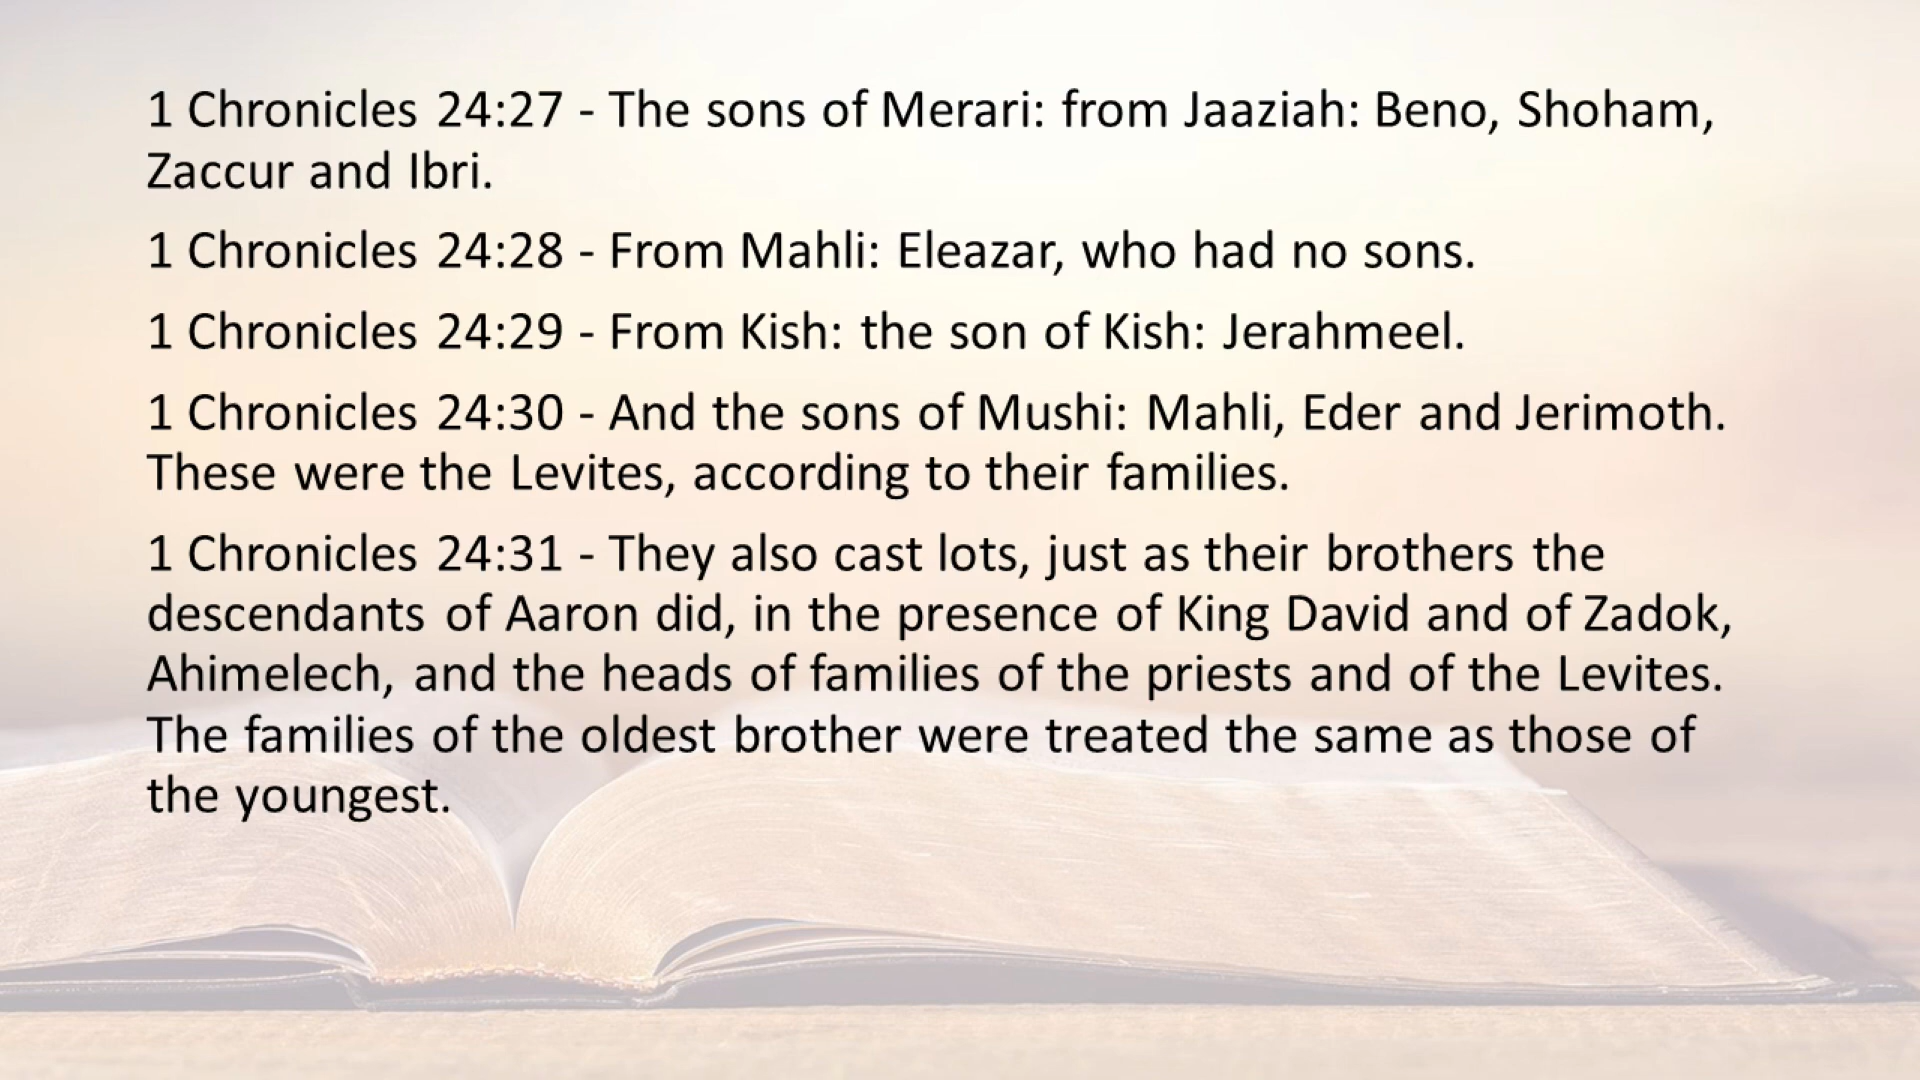 1 Chronicles 24:27 - The sons of Merari: from Jaaziah: Beno, Shoham,
Zaccur and Ibri.
1 Chronicles 24:28 - From Mahli: Eleazar, who had no sons.
1 Chronicles 24:29 - From Kish: the son of Kish: Jerahmeel.
1 Chronicles 24:30 - And the sons of Mushi: Mahli, Eder and Jerimoth.
These were the Levites, according to their families.
1 Chronicles 24:31 - They also cast lots, just as their brothers the
descendants of Aaron did, in the presence of King David and of Zadok,
Ahimelech, and the heads of families of the priests and of the Levites.
The families of the oldest brother were treated the same as those of
the youngest.